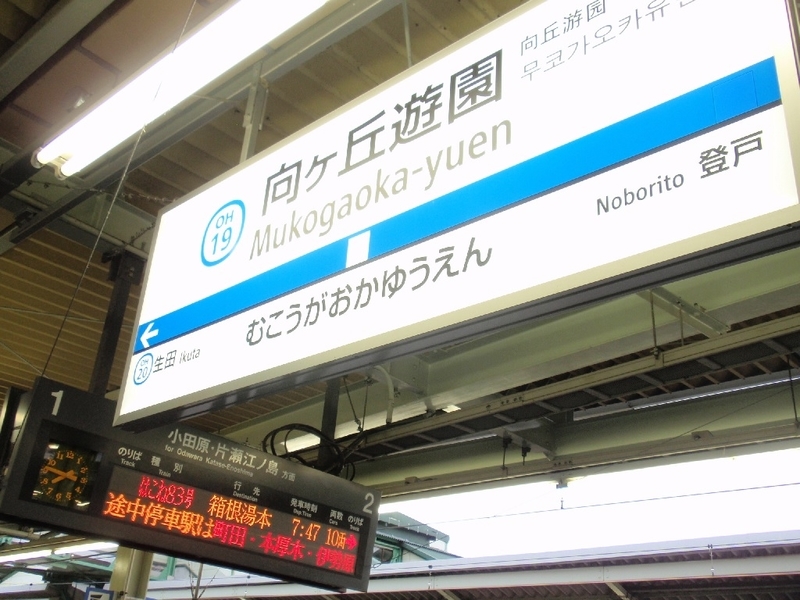 向丘游园
무코가오카유
向ヶ丘遊園
OH
19
Mukogaoka-yuen
Noborito 登戸
むこうがおかゆうえん
OH
20
生田 Ikuta
1
小田原・片瀬江ノ島 方面
for Odawara Katase-Enoshima
2
のりば 種別 行先 発車時刻 両数 のりば
Track Train Destination Dep.Time Cars Track
はこね83号 箱根湯本 7:47 10両
途中停車駅は町田・本厚木・伊勢原